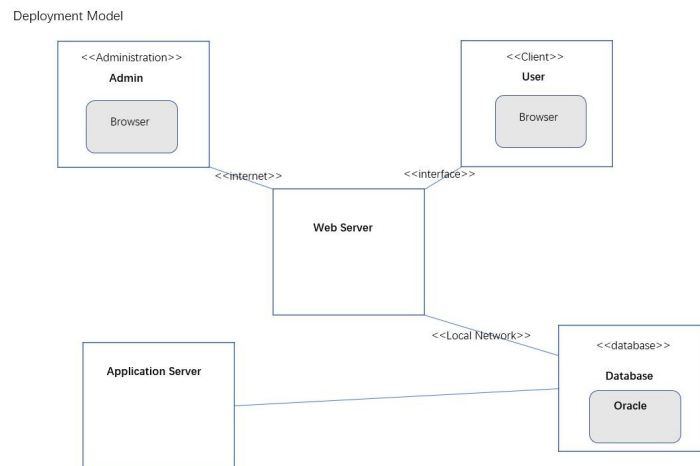 Deployment Model
<<Administration>>
Admin
Browser
<<Client>>
User
Browser
<<internet>>
<<interface>>
Web Server
<<Local Network>>
<<database>>
Database
Oracle
Application Server